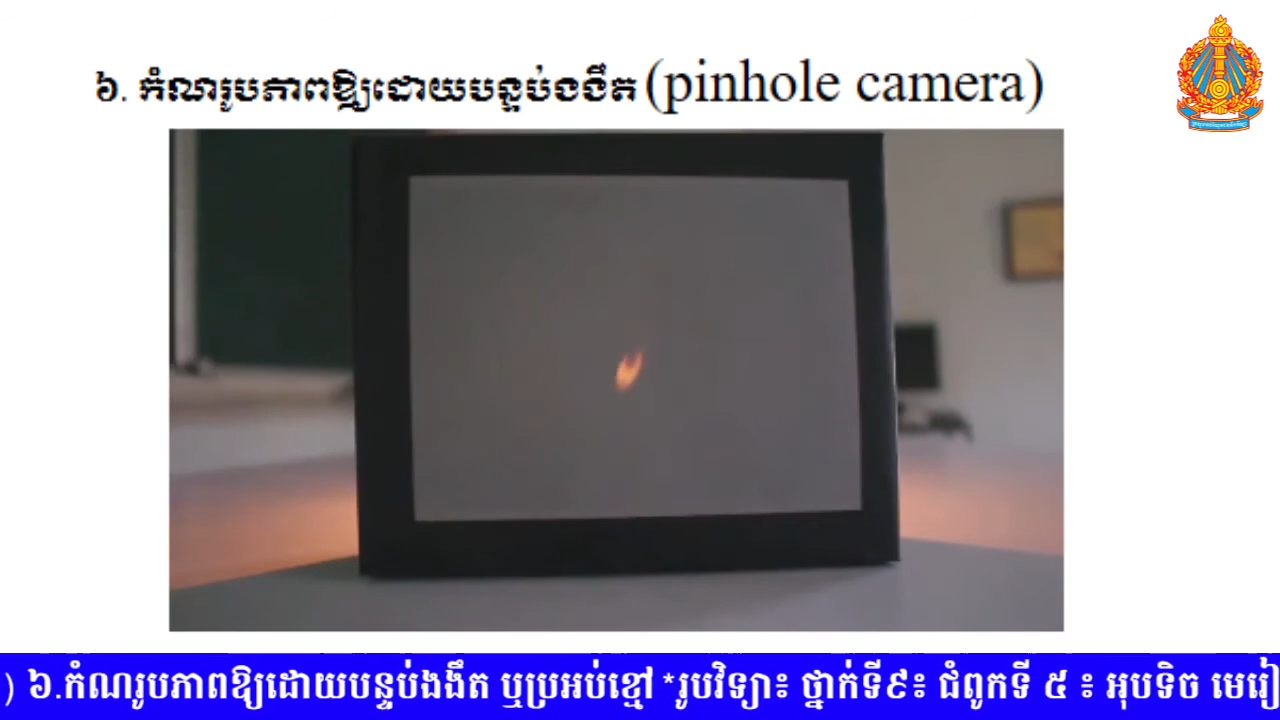 ៦. កំណរូបភាពឱ្យដោយបន្ទប់ងងឹត (pinhole camera)
) ៦.កំណរូបភាពឱ្យដោយបន្ទប់ងងឹត ឬប្រអប់ខ្មៅ *រូបវិទ្យា៖ ថ្នាក់ទី៩៖ ជំពូកទី ៥ ៖ អុបទិច មេរៀ